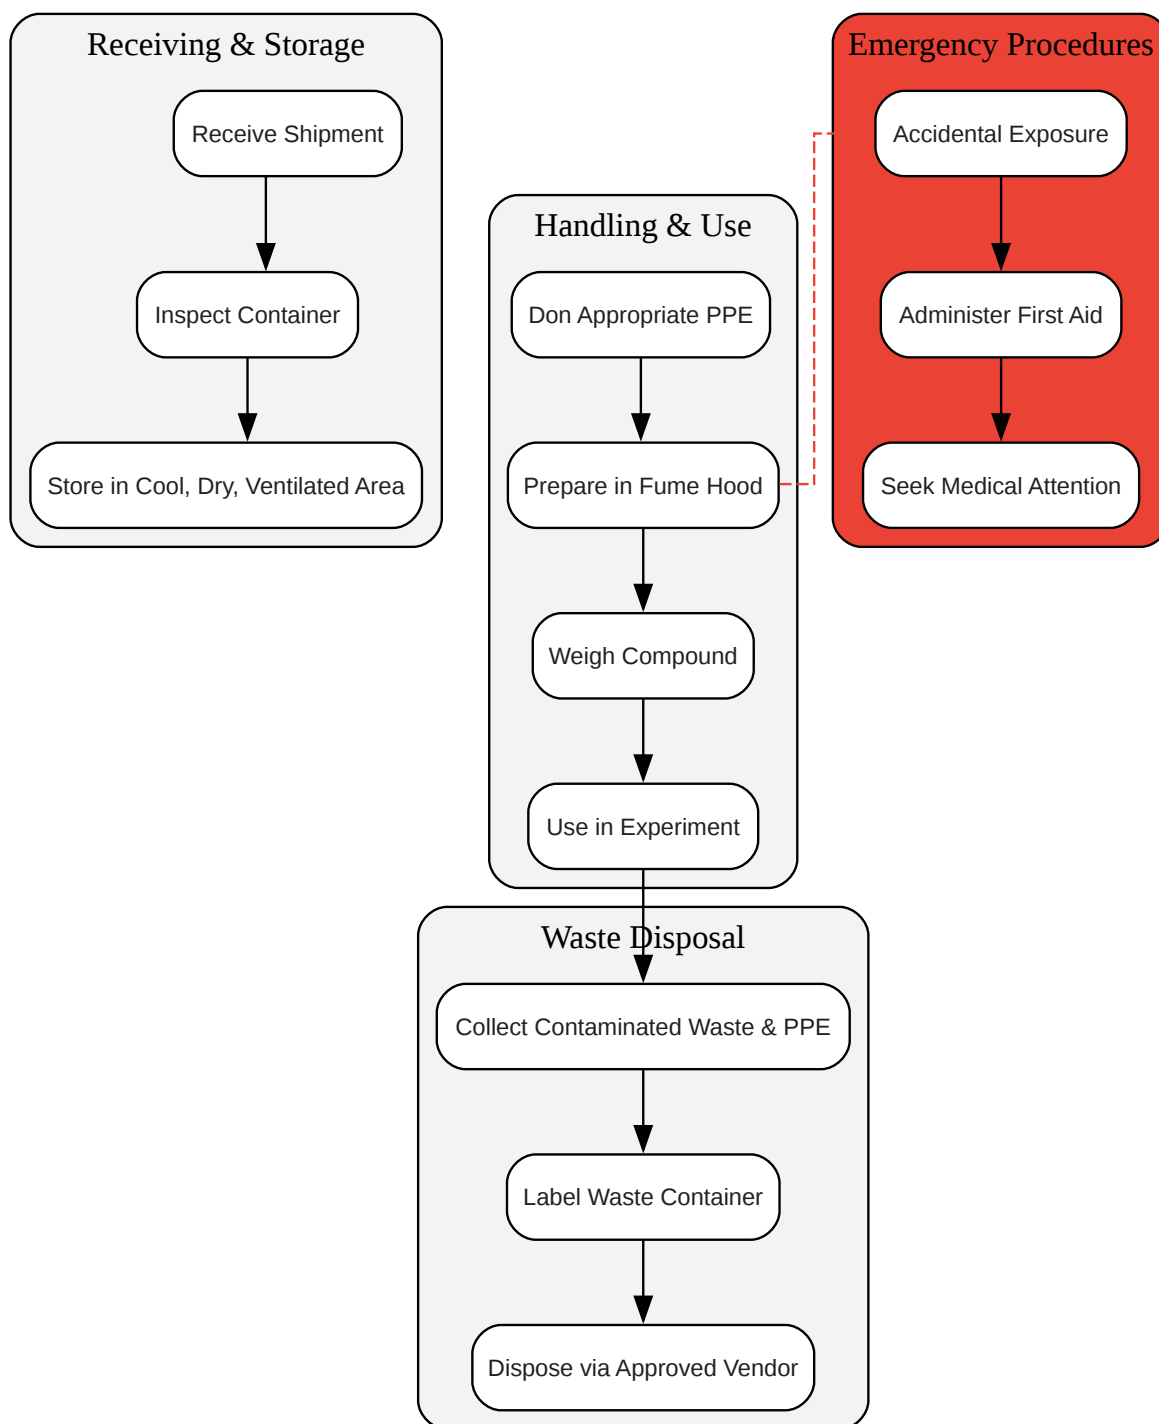 Receiving & Storage
Receive Shipment
Inspect Container
Store in Cool, Dry, Ventilated Area
Handling & Use
Don Appropriate PPE
Prepare in Fume Hood
Weigh Compound
Use in Experiment
Emergency Procedures
Accidental Exposure
Administer First Aid
Seek Medical Attention
Waste Disposal
Collect Contaminated Waste & PPE
Label Waste Container
Dispose via Approved Vendor